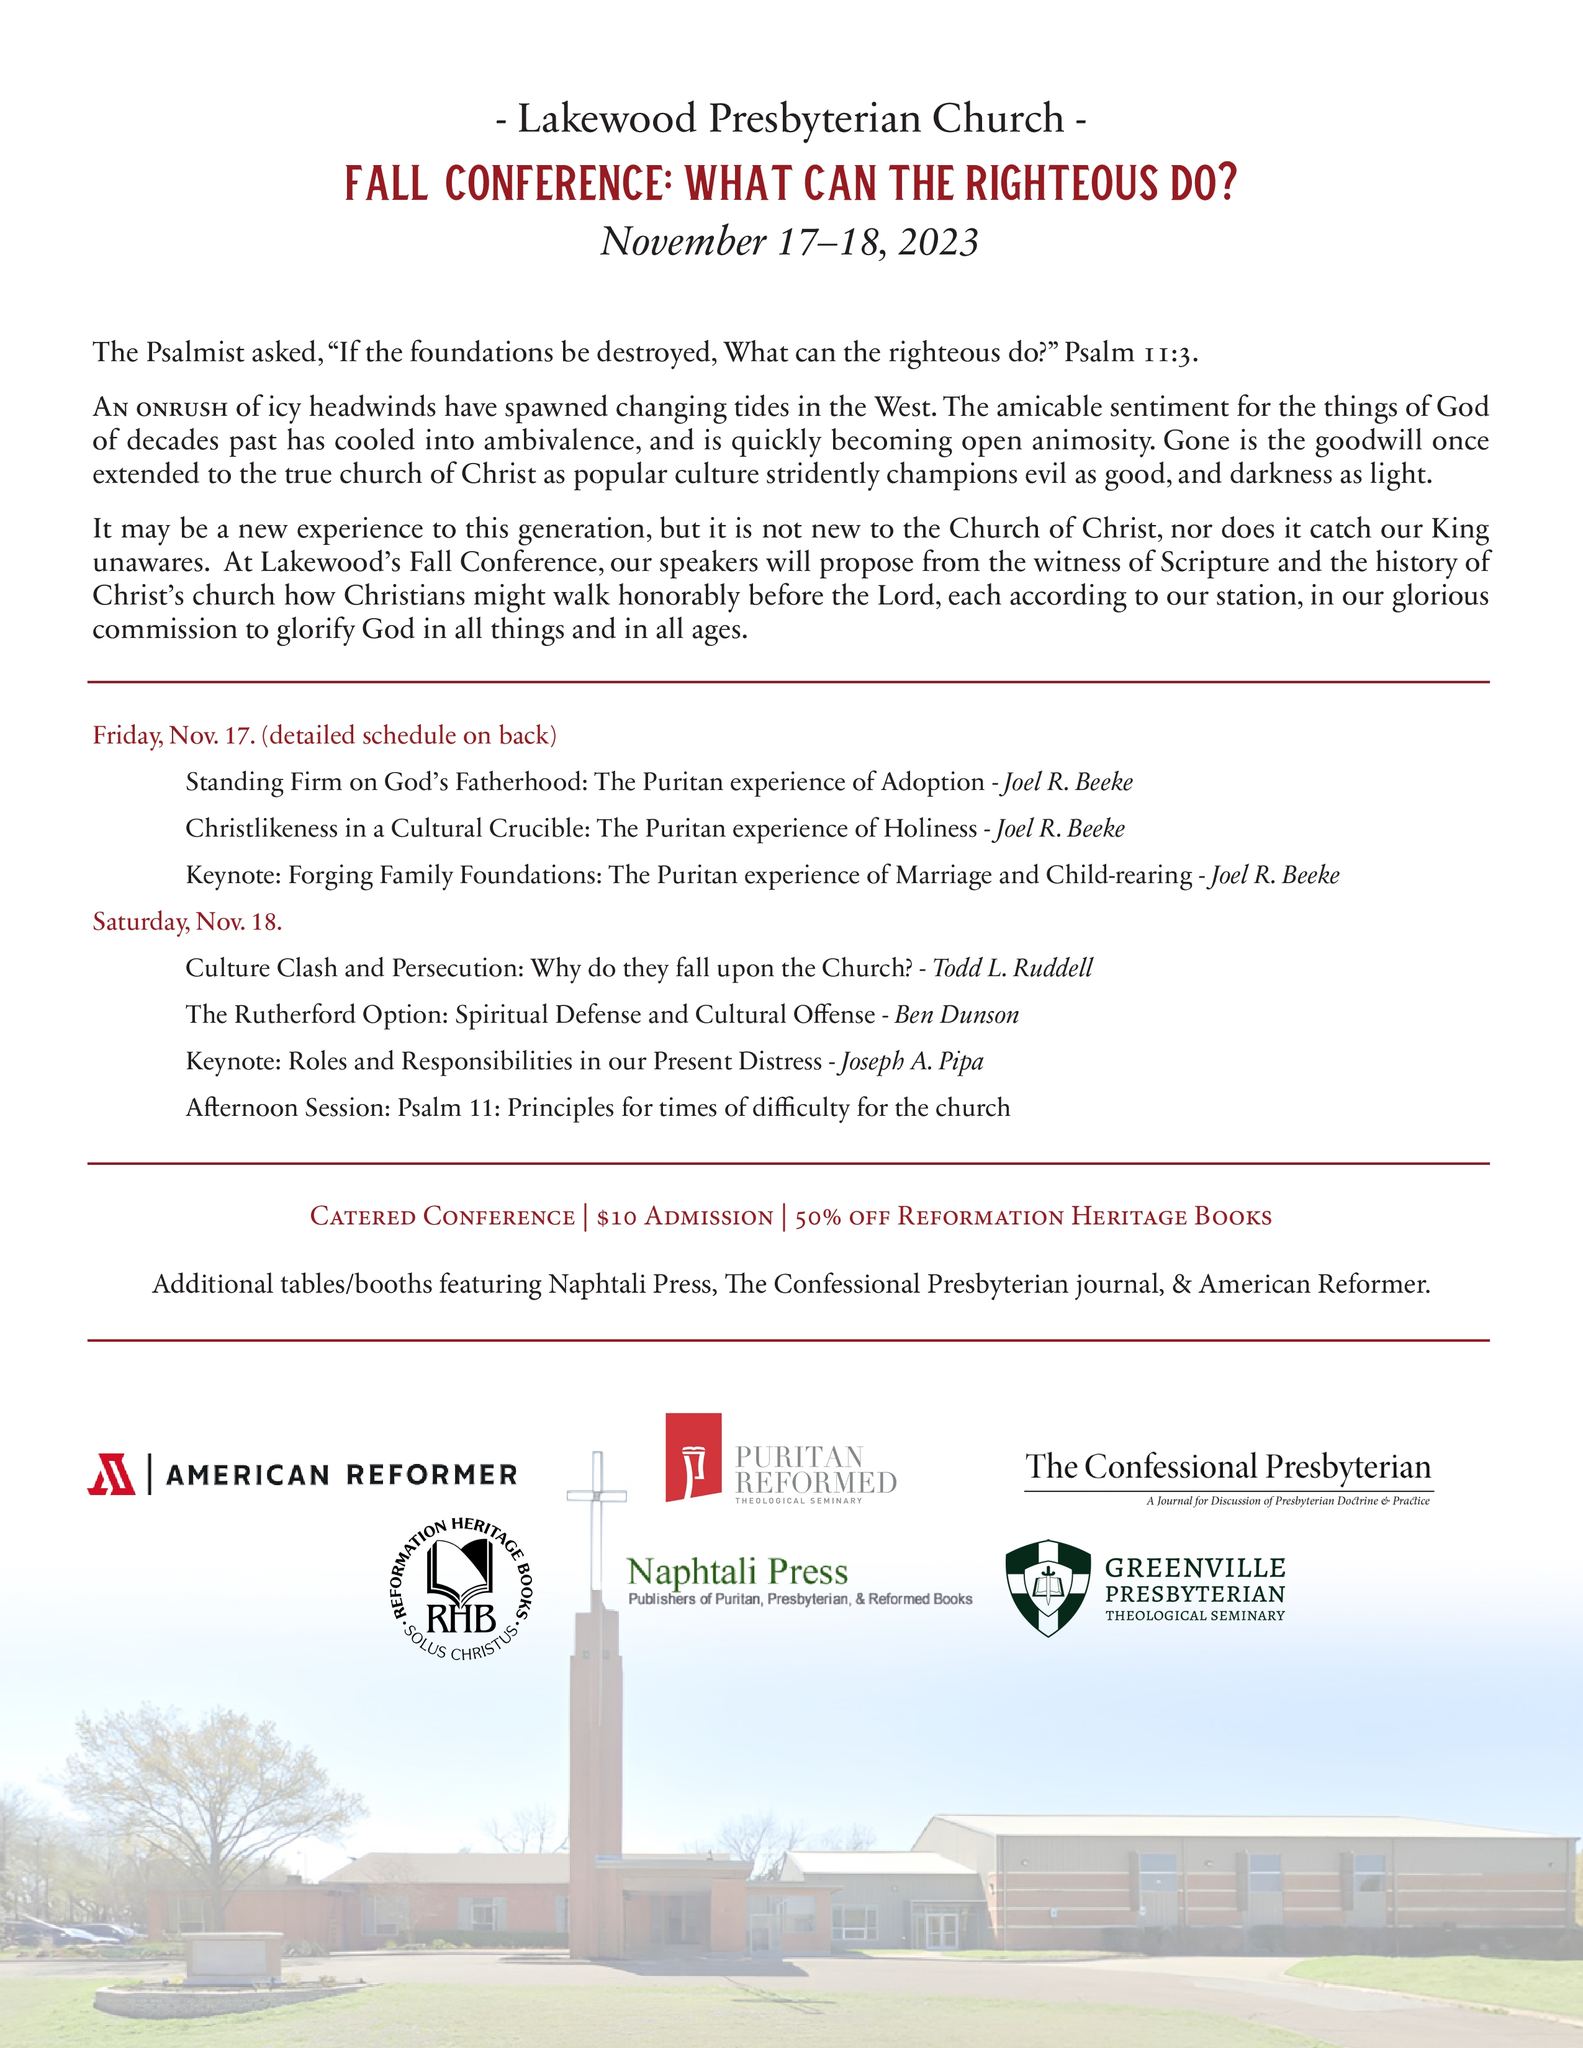 - Lakewood Presbyterian Church -
FALL CONFERENCE: WHAT CAN THE RIGHTEOUS DO?
November 17–18, 2023
The Psalmist asked, “If the foundations be destroyed, What can the righteous do?” Psalm 11:3.
An onrush of icy headwinds have spawned changing tides in the West. The amicable sentiment for the things of God
of decades past has cooled into ambivalence, and is quickly becoming open animosity. Gone is the goodwill once
extended to the true church of Christ as popular culture stridently champions evil as good, and darkness as light.
It may be a new experience to this generation, but it is not new to the Church of Christ, nor does it catch our King
unawares. At Lakewood’s Fall Conference, our speakers will propose from the witness of Scripture and the history of
Christ’s church how Christians might walk honorably before the Lord, each according to our station, in our glorious
commission to glorify God in all things and in all ages.
Friday, Nov. 17. (detailed schedule on back)
Standing Firm on God’s Fatherhood: The Puritan experience of Adoption - Joel R. Beeke
Christlikeness in a Cultural Crucible: The Puritan experience of Holiness - Joel R. Beeke
Keynote: Forging Family Foundations: The Puritan experience of Marriage and Child-rearing - Joel R. Beeke
Saturday, Nov. 18.
Culture Clash and Persecution: Why do they fall upon the Church? - Todd L. Ruddell
The Rutherford Option: Spiritual Defense and Cultural Offense - Ben Dunson
Keynote: Roles and Responsibilities in our Present Distress - Joseph A. Pipa
Afternoon Session: Psalm 11: Principles for times of difficulty for the church
Catered Conference | $10 Admission | 50% off Reformation Heritage Books
Additional tables/booths featuring Naphtali Press, The Confessional Presbyterian journal, & American Reformer.
AMERICAN REFORMER
PURITAN
REFORMED
THEOLOGICAL SEMINARY
The Confessional Presbyterian
A Journal for Discussion of Presbyterian Doctrine & Practice
REFORMATION HERITAGE BOOKS
RHB
SOLUS CHRISTUS
Naphtali Press
Publishers of Puritan, Presbyterian, & Reformed Books
GREENVILLE
PRESBYTERIAN
THEOLOGICAL SEMINARY